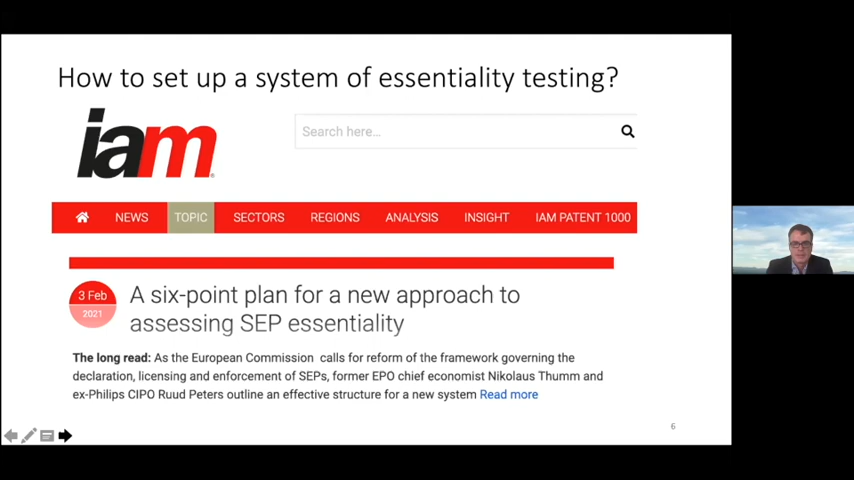 How to set up a system of essentiality testing?
iam
Search here...
NEWS TOPIC SECTORS REGIONS ANALYSIS INSIGHT IAM PATENT 1000
3 Feb
2021
A six-point plan for a new approach to
assessing SEP essentiality
The long read: As the European Commission calls for reform of the framework governing the
declaration, licensing and enforcement of SEPs, former EPO chief economist Nikolaus Thumm and
ex-Philips CIPO Ruud Peters outline an effective structure for a new system Read more
6